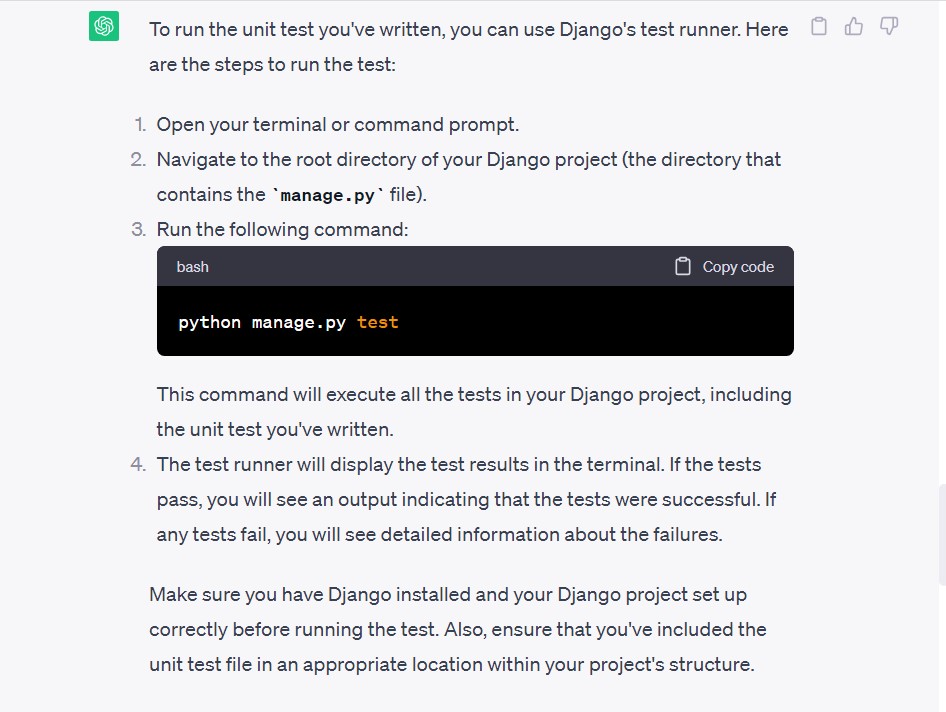 To run the unit test you've written, you can use Django's test runner. Here
are the steps to run the test:
1. Open your terminal or command prompt.
2. Navigate to the root directory of your Django project (the directory that
contains the `manage.py` file).
3. Run the following command:
bash Copy code
python manage.py test
This command will execute all the tests in your Django project, including
the unit test you've written.
4. The test runner will display the test results in the terminal. If the tests
pass, you will see an output indicating that the tests were successful. If
any tests fail, you will see detailed information about the failures.
Make sure you have Django installed and your Django project set up
correctly before running the test. Also, ensure that you've included the
unit test file in an appropriate location within your project's structure.